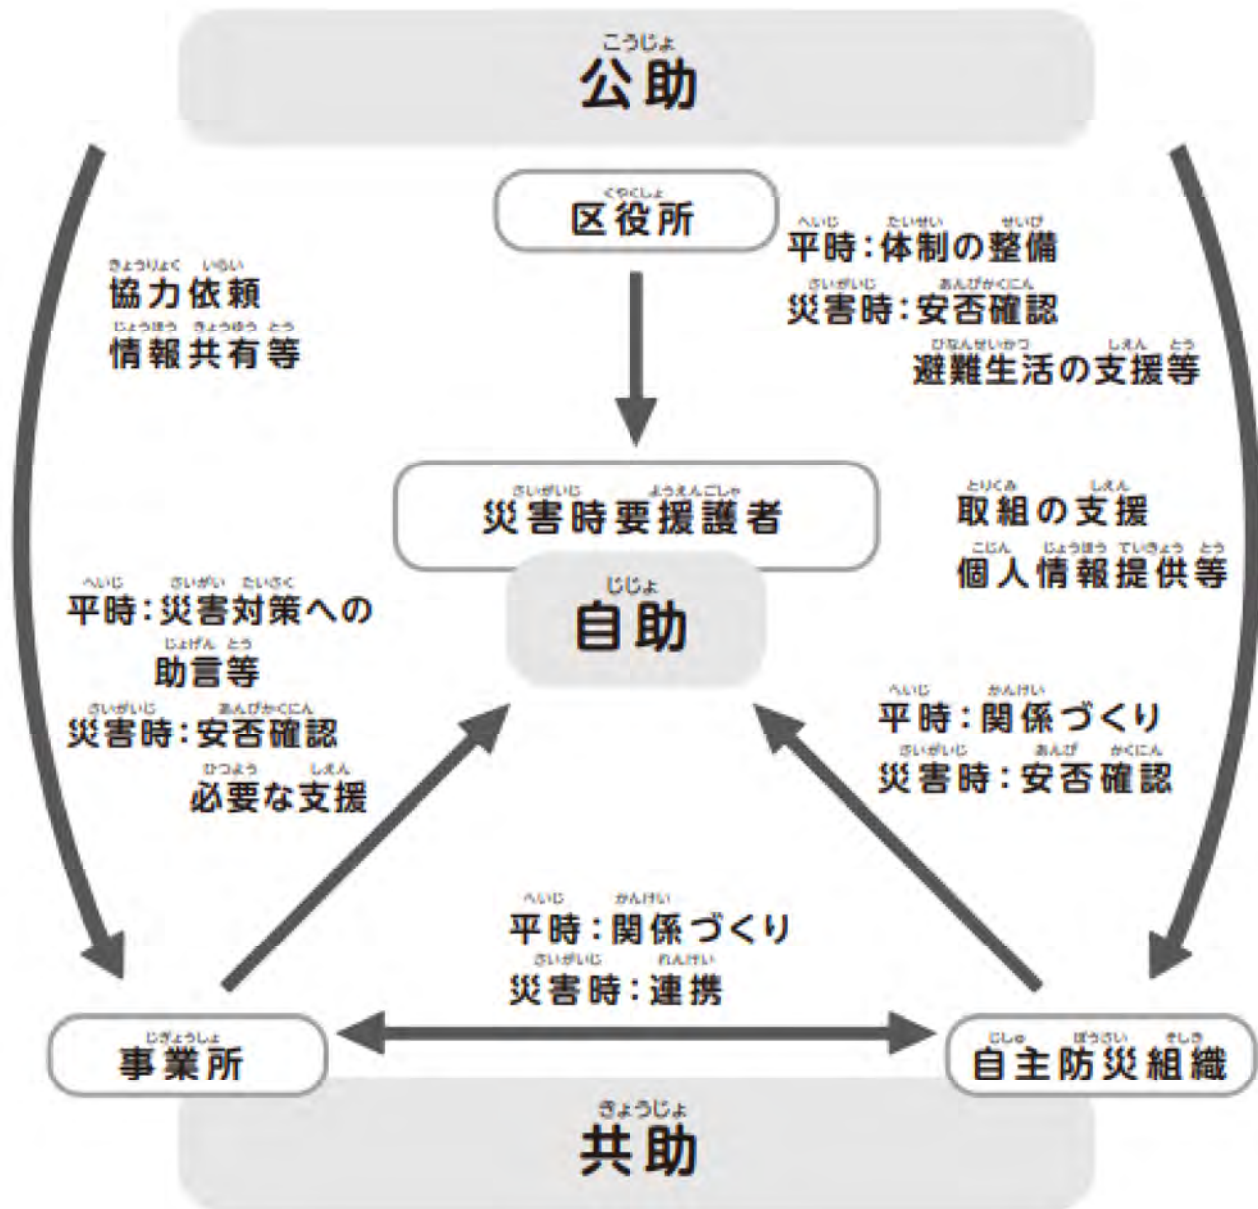 こうじょ
公助
くやくしょ
区役所
へいじ たいせい せいび
平時：体制の整備
さいがいじ あんぴかくにん
災害時：安否確認
ひなんせいかつ しえん とう
避難生活の支援等
きょうりょく いらい
協力依頼
じょうほう きょうゆう とう
情報共有等
さいがいじ ようえんごしゃ
災害時要援護者
じじょ
自助
とりくみ しえん
取組の支援
こじん じょうほう ていきょう とう
個人情報提供等
へいじ さいがい たいさく
平時：災害対策への
じょげん とう
助言等
さいがいじ あんぴかくにん
災害時：安否確認
ひつよう しえん
必要な支援
へいじ かんけい
平時：関係づくり
さいがいじ あんぴ かくにん
災害時：安否確認
へいじ かんけい
平時：関係づくり
さいがいじ れんけい
災害時：連携
じぎょうしょ
事業所
じしゅ ぼうさい そしき
自主防災組織
きょうじょ
共助